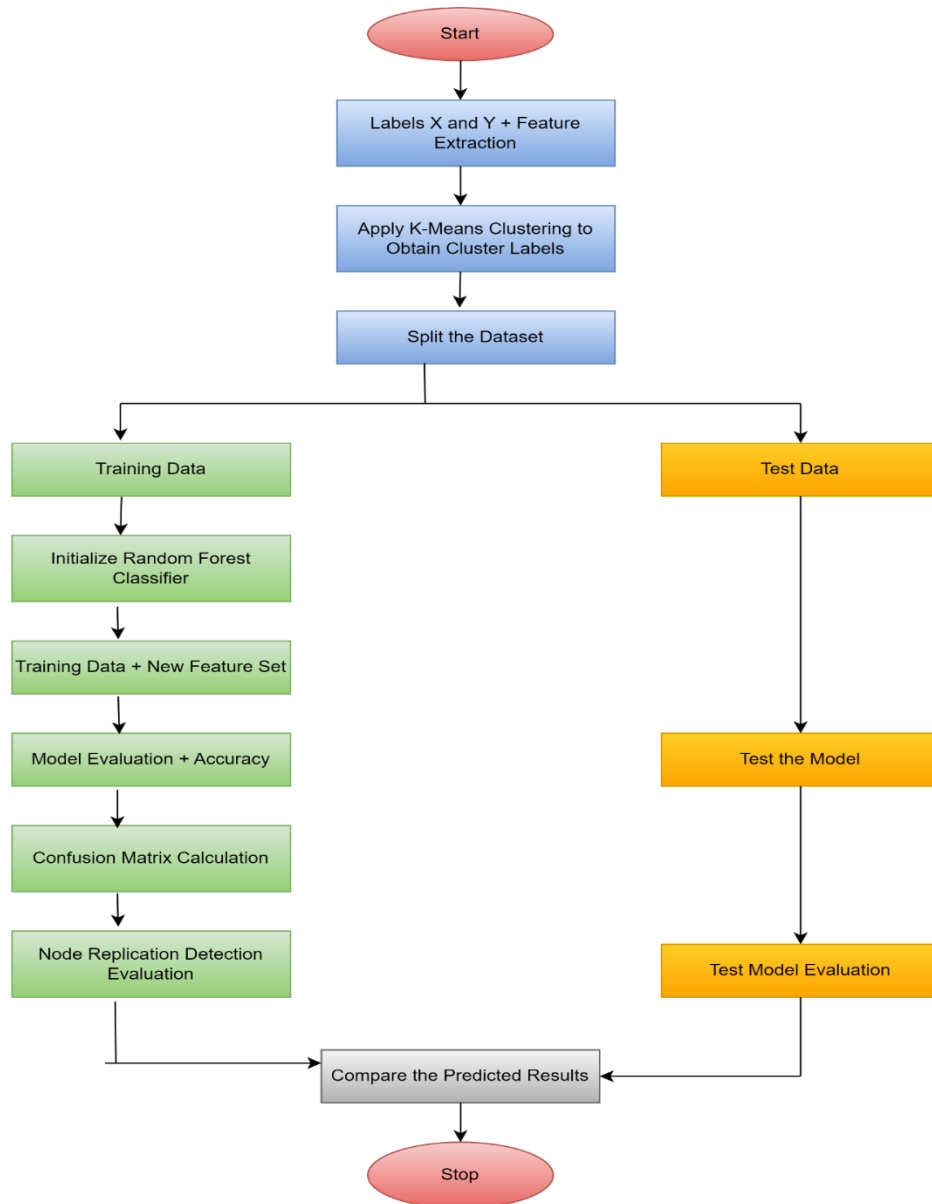 Start
Labels X and Y + Feature
Extraction
Apply K-Means Clustering to
Obtain Cluster Labels
Split the Dataset
Training Data
Test Data
Initialize Random Forest
Classifier
Training Data + New Feature Set
Model Evaluation + Accuracy
Test the Model
Confusion Matrix Calculation
Node Replication Detection
Evaluation
Test Model Evaluation
Compare the Predicted Results
Stop